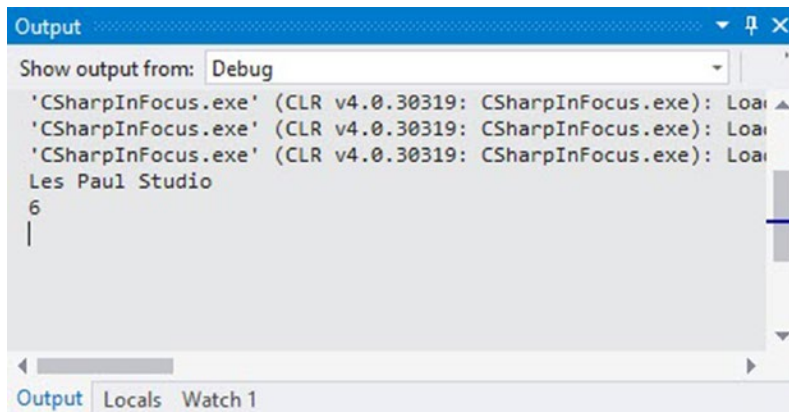 Output
Show output from: Debug
'CSharpInFocus.exe' (CLR v4.0.30319: CSharpInFocus.exe): Loa
'CSharpInFocus.exe' (CLR v4.0.30319: CSharpInFocus.exe): Loa
'CSharpInFocus.exe' (CLR v4.0.30319: CSharpInFocus.exe): Loa
Les Paul Studio
6
Output Locals Watch 1